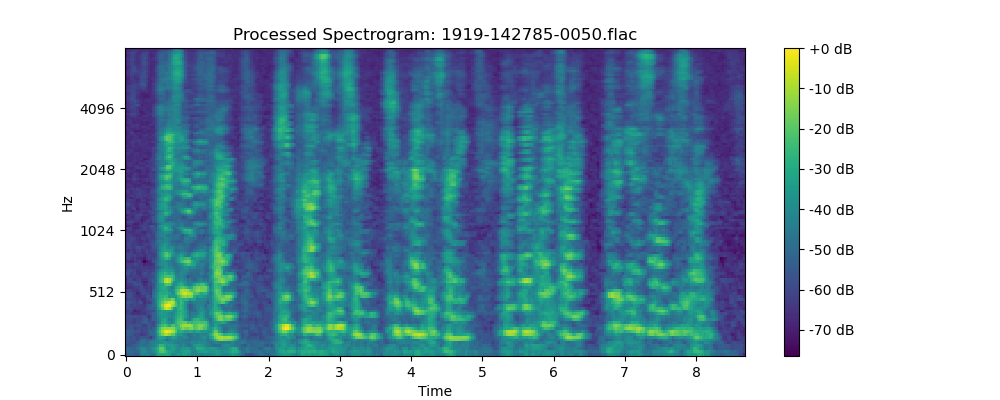 Processed Spectrogram: 1919-142785-0050.flac
+0 dB
4096
-10 dB
-20 dB
2048
-30 dB
Hz
1024
-40 dB
-50 dB
512
-60 dB
-70 dB
0
0 1 2 3 4 5 6 7 8
Time